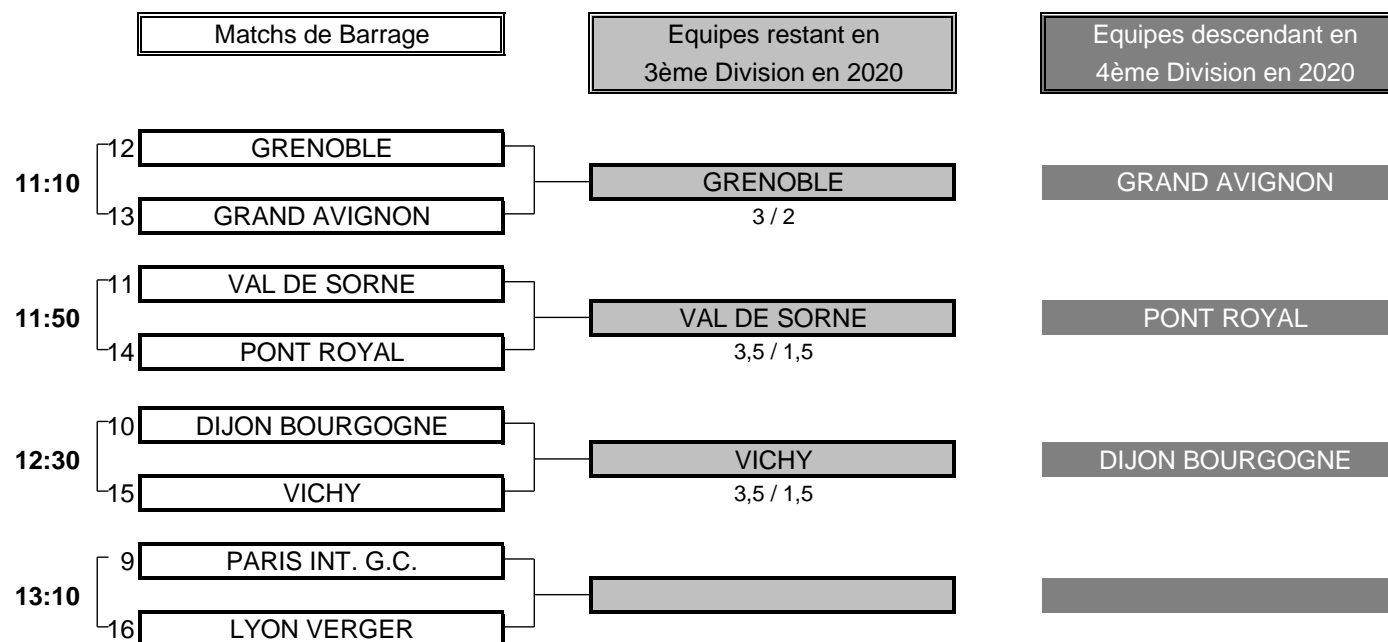 Matchs de Barrage
Equipes restant en
3ème Division en 2020
Equipes descendant en
4ème Division en 2020
12 GRENOBLE
11:10 GRENOBLE GRAND AVIGNON
13 GRAND AVIGNON 3 / 2
11 VAL DE SORNE
11:50 VAL DE SORNE PONT ROYAL
14 PONT ROYAL 3,5 / 1,5
10 DIJON BOURGOGNE
12:30 VICHY DIJON BOURGOGNE
15 VICHY 3,5 / 1,5
9 PARIS INT. G.C.
13:10
16 LYON VERGER